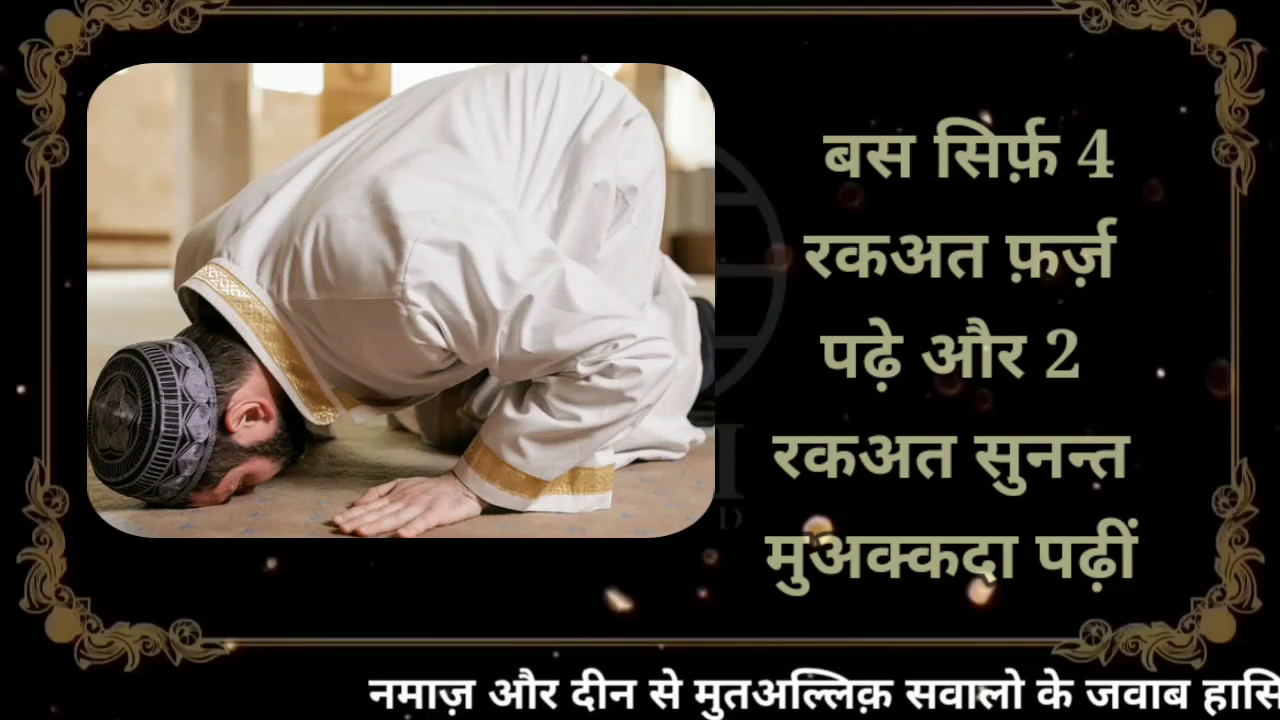 बस सिर्फ़ 4
रकअत फ़र्ज़
पढ़े और 2
रकअत सुनन्त
मुअक्कदा पढ़ीं
नमाज़ और दीन से मुतअल्लिक़ सवालो के जवाब